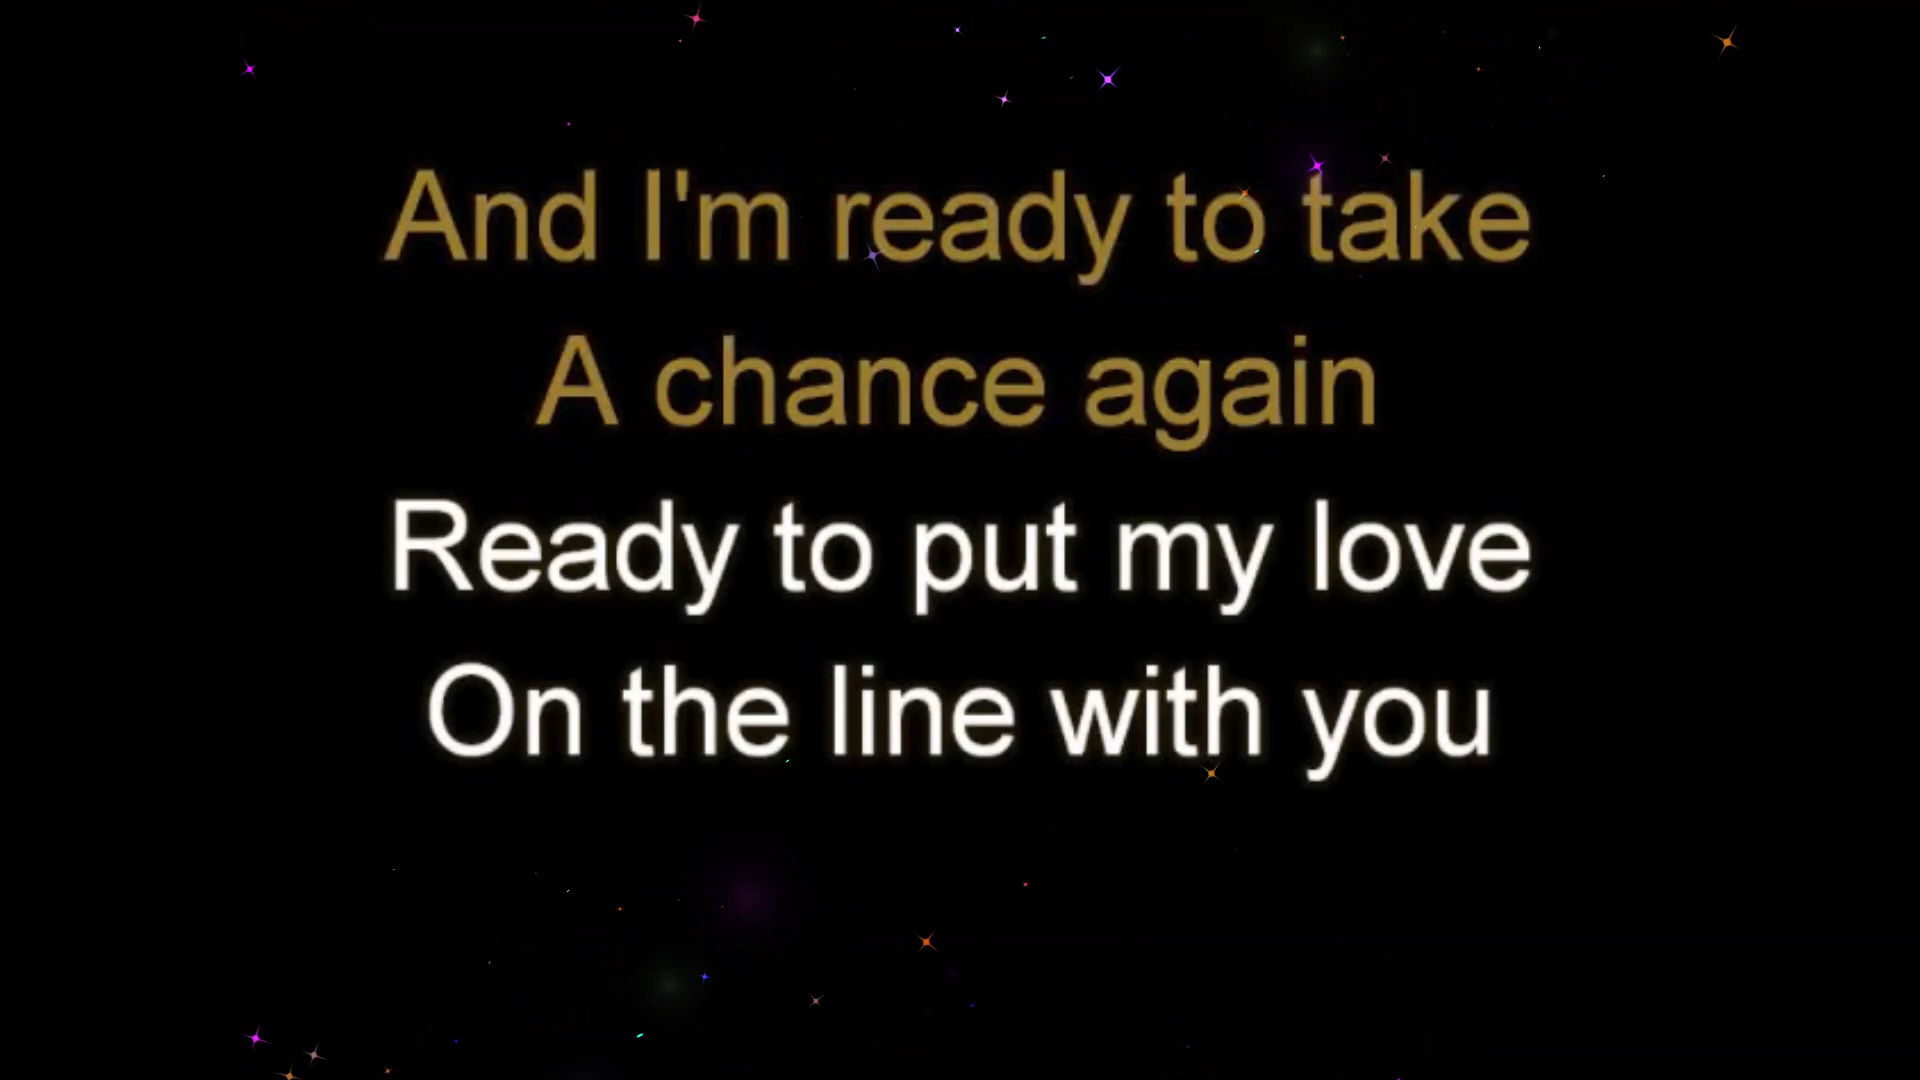 And I'm ready to take
A chance again
Ready to put my love
On the line with you